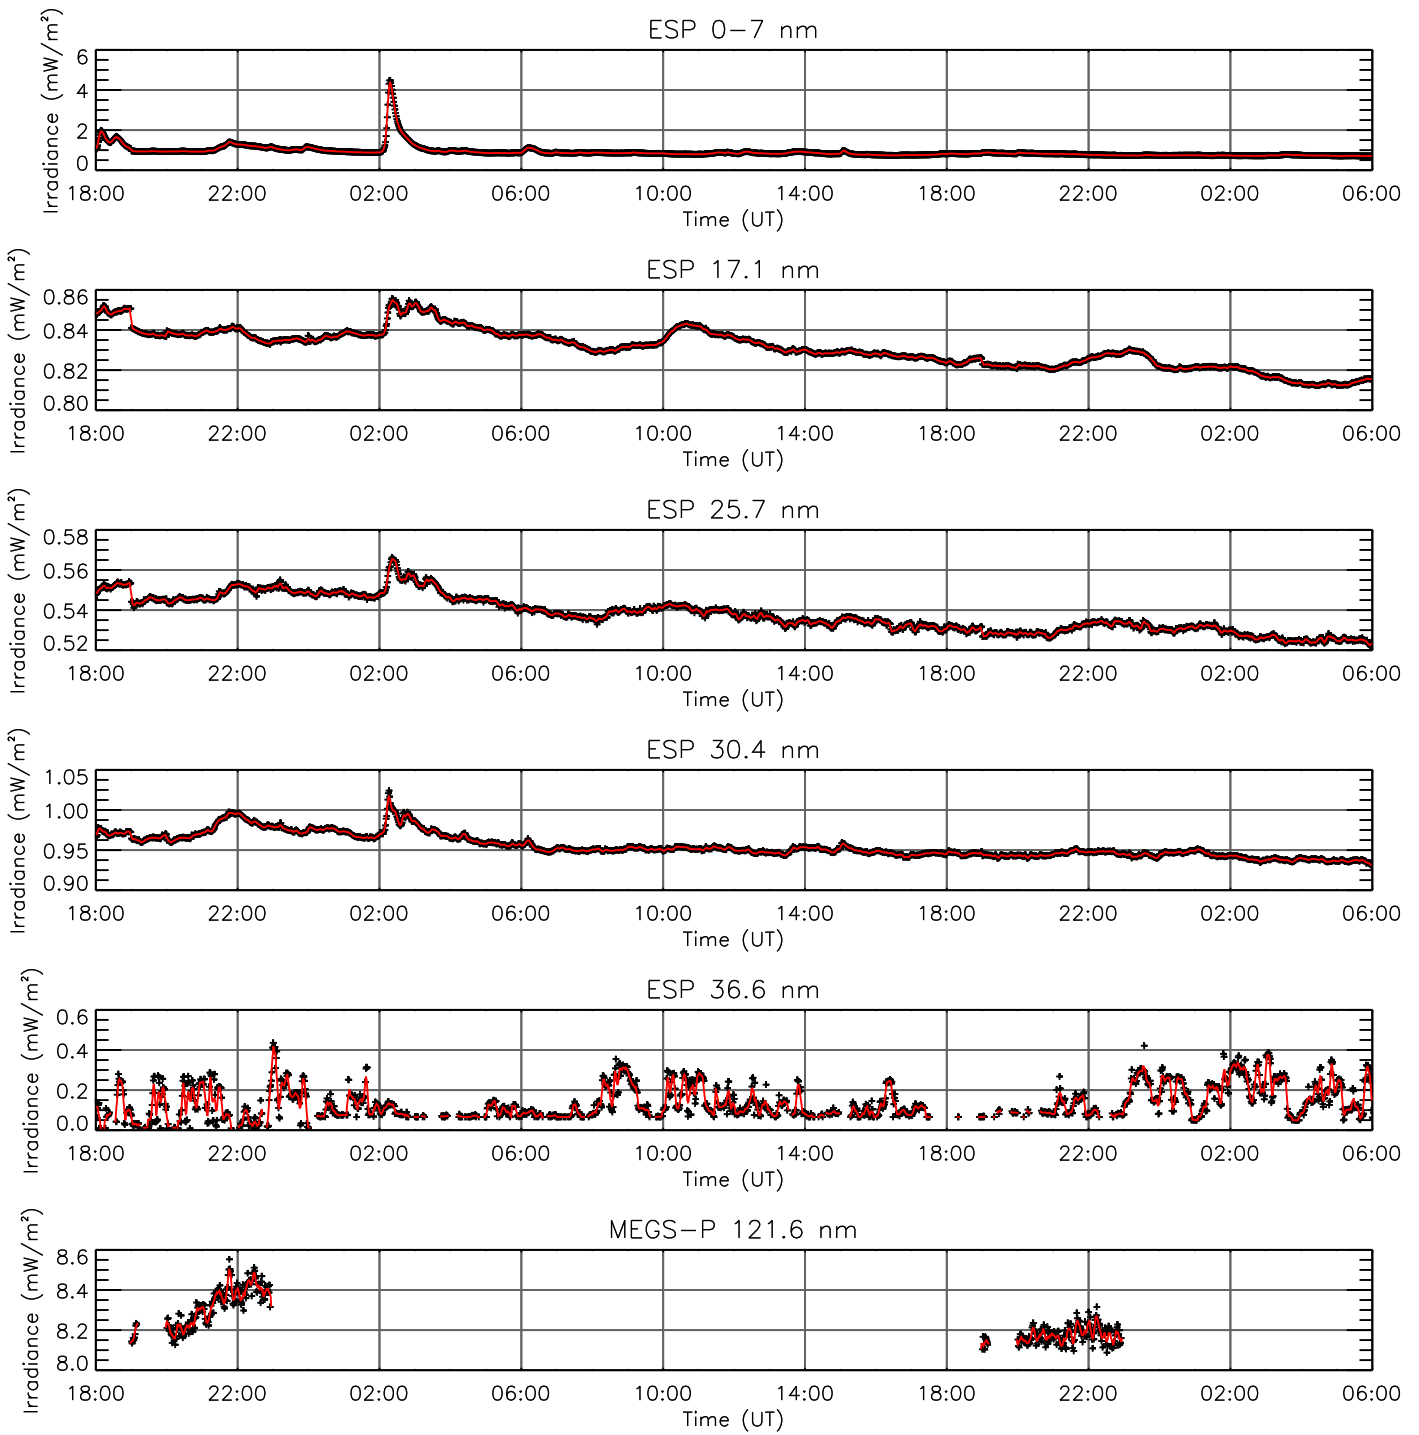 ESP 0-7 nm
Irradiance (mW/m²)
6
4
2
0
18:00 22:00 02:00 06:00 10:00 14:00 18:00 22:00 02:00 06:00
Time (UT)
ESP 17.1 nm
Irradiance (mW/m²)
0.86
0.84
0.82
0.80
18:00 22:00 02:00 06:00 10:00 14:00 18:00 22:00 02:00 06:00
Time (UT)
ESP 25.7 nm
Irradiance (mW/m²)
0.58
0.56
0.54
0.52
18:00 22:00 02:00 06:00 10:00 14:00 18:00 22:00 02:00 06:00
Time (UT)
ESP 30.4 nm
Irradiance (mW/m²)
1.05
1.00
0.95
0.90
18:00 22:00 02:00 06:00 10:00 14:00 18:00 22:00 02:00 06:00
Time (UT)
ESP 36.6 nm
Irradiance (mW/m²)
0.6
0.4
0.2
0.0
18:00 22:00 02:00 06:00 10:00 14:00 18:00 22:00 02:00 06:00
Time (UT)
MEGS-P 121.6 nm
Irradiance (mW/m²)
8.6
8.4
8.2
8.0
18:00 22:00 02:00 06:00 10:00 14:00 18:00 22:00 02:00 06:00
Time (UT)